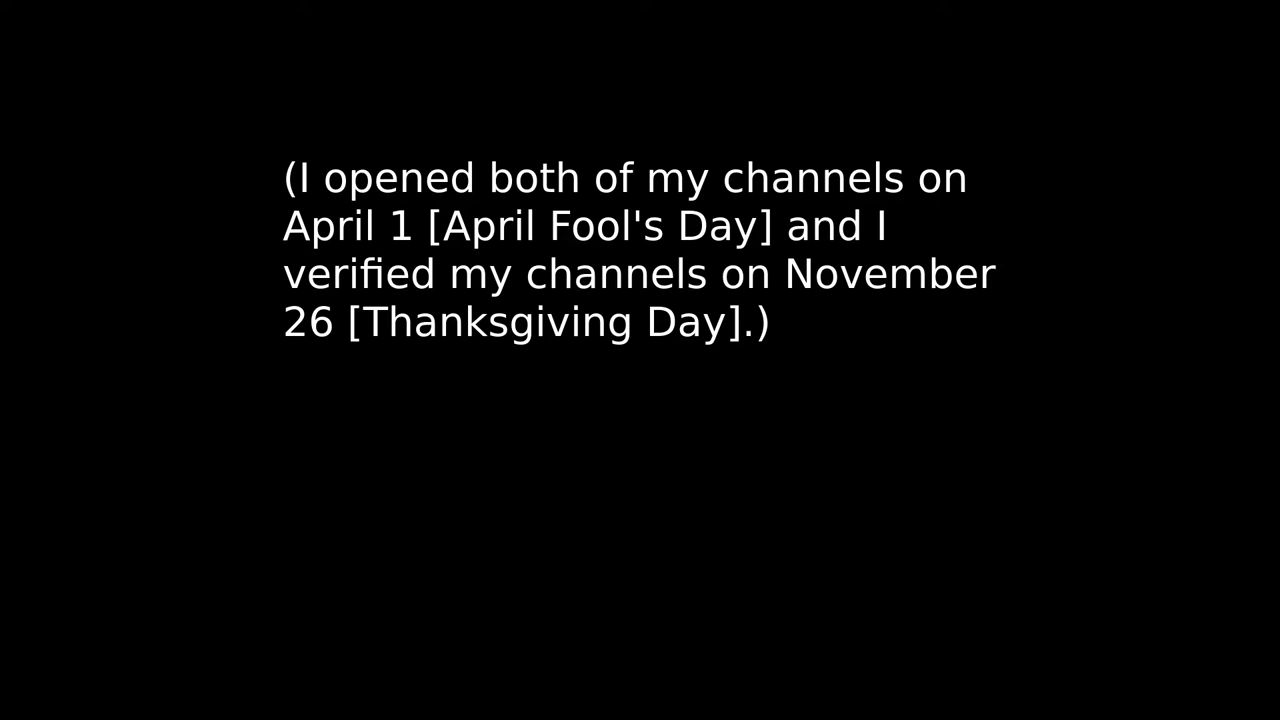 (I opened both of my channels on
April 1 [April Fool's Day] and I
verified my channels on November
26 [Thanksgiving Day].)